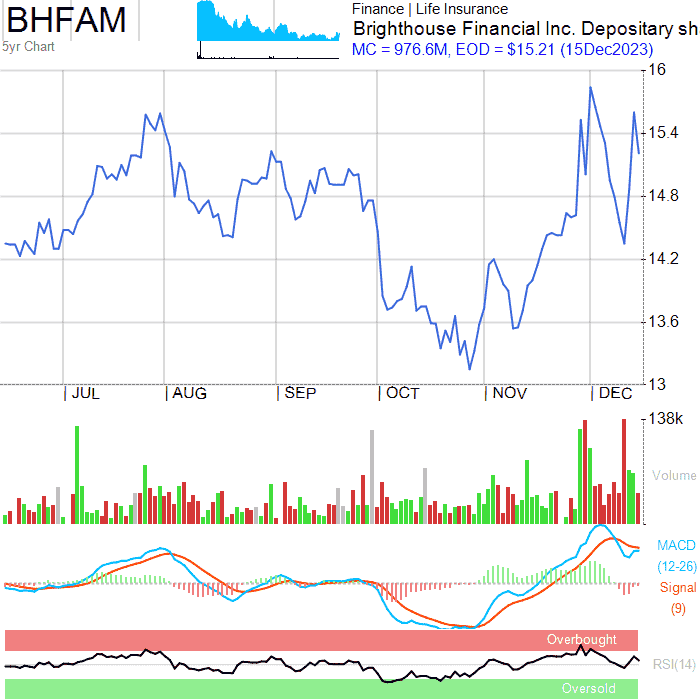 BHFAM
5yr Chart
Finance | Life Insurance
Brighthouse Financial Inc. Depositary sh
MC = 976.6M, EOD = $15.21 (15Dec2023)
16
15.4
14.8
14.2
13.6
13
| JUL | AUG | SEP | OCT | NOV | DEC
138k
Volume
MACD
(12-26)
Signal
(9)
Overbought
RSI(14)
Oversold